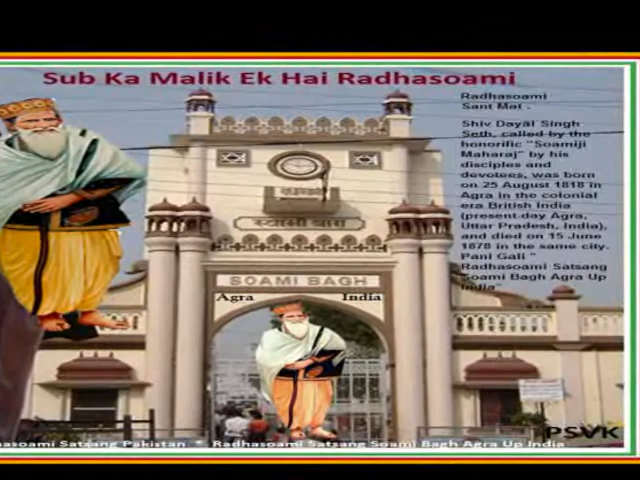 Sub Ka Malik Ek Hai Radhasoami
Radhasoami
Sant Mat .
Shiv Dayal Singh
Seth, called by the
honorific "Soamiji
Maharaj" by his
disciples and
devotees, was born
on 25 August 1818 in
Agra in the colonial
era British India
(present-day Agra,
Uttar Pradesh, India),
and died on 15 June
1878 in the same city.
Pani Gali "
Radhasoami Satsang
Soami Bagh Agra Up
India"
राधास्वामी
स्वामी बाग
SOAMI BAGH
Agra India
PSVK
Satsang Pakistan * Radhasoami Satsang Soami Bagh Agra Up India